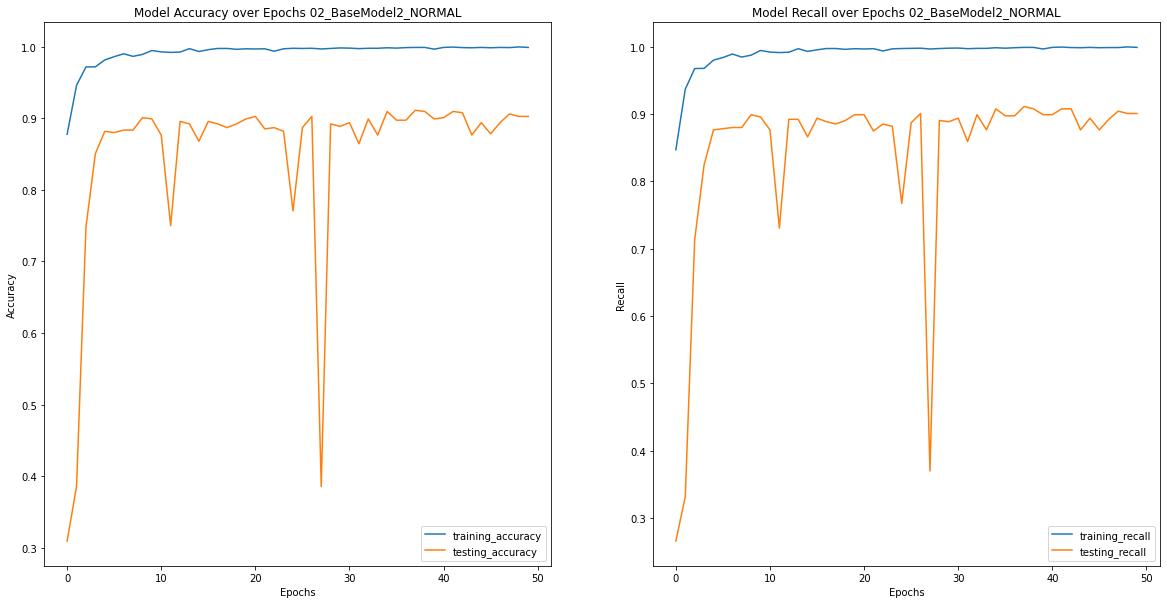 Model Accuracy over Epochs 02_BaseModel2_NORMAL
1.0
0.9
0.8
0.7
0.6
0.5
0.4
0.3
Accuracy
0 10 20 30 40 50
Epochs
training_accuracy
testing_accuracy
Model Recall over Epochs 02_BaseModel2_NORMAL
1.0
0.9
0.8
0.7
0.6
0.5
0.4
0.3
Recall
0 10 20 30 40 50
Epochs
training_recall
testing_recall